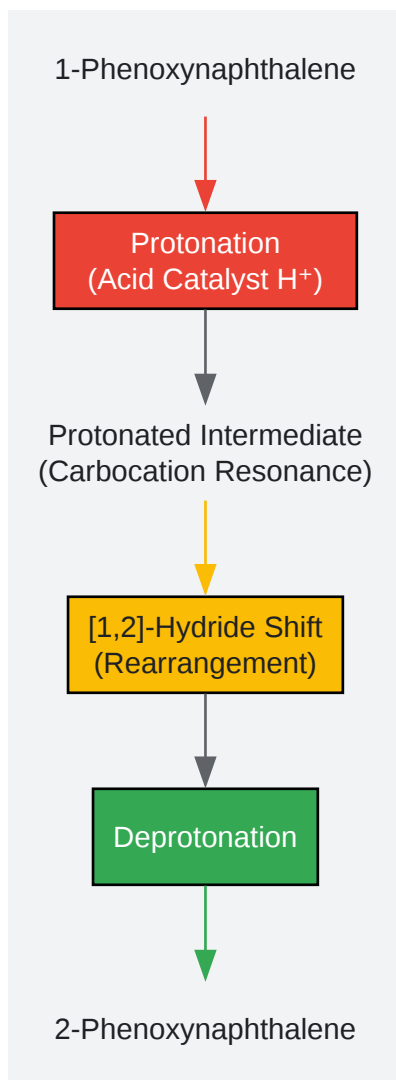 1-Phenoxynaphthalene
Protonation
(Acid Catalyst H⁺)
Protonated Intermediate
(Carbocation Resonance)
[1,2]-Hydride Shift
(Rearrangement)
Deprotonation
2-Phenoxynaphthalene